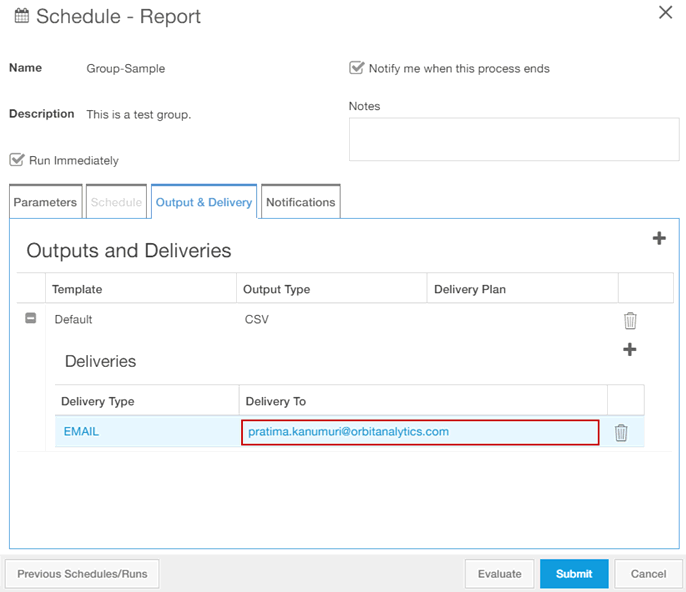 Schedule - Report
Name Group-Sample
Notify me when this process ends
Description This is a test group.
Notes
Run Immediately
Parameters Schedule Output & Delivery Notifications
Outputs and Deliveries
Template Output Type Delivery Plan
Default CSV
Deliveries
Delivery Type Delivery To
EMAIL pratima.kanumuri@orbitanalytics.com
Previous Schedules/Runs Evaluate Submit Cancel